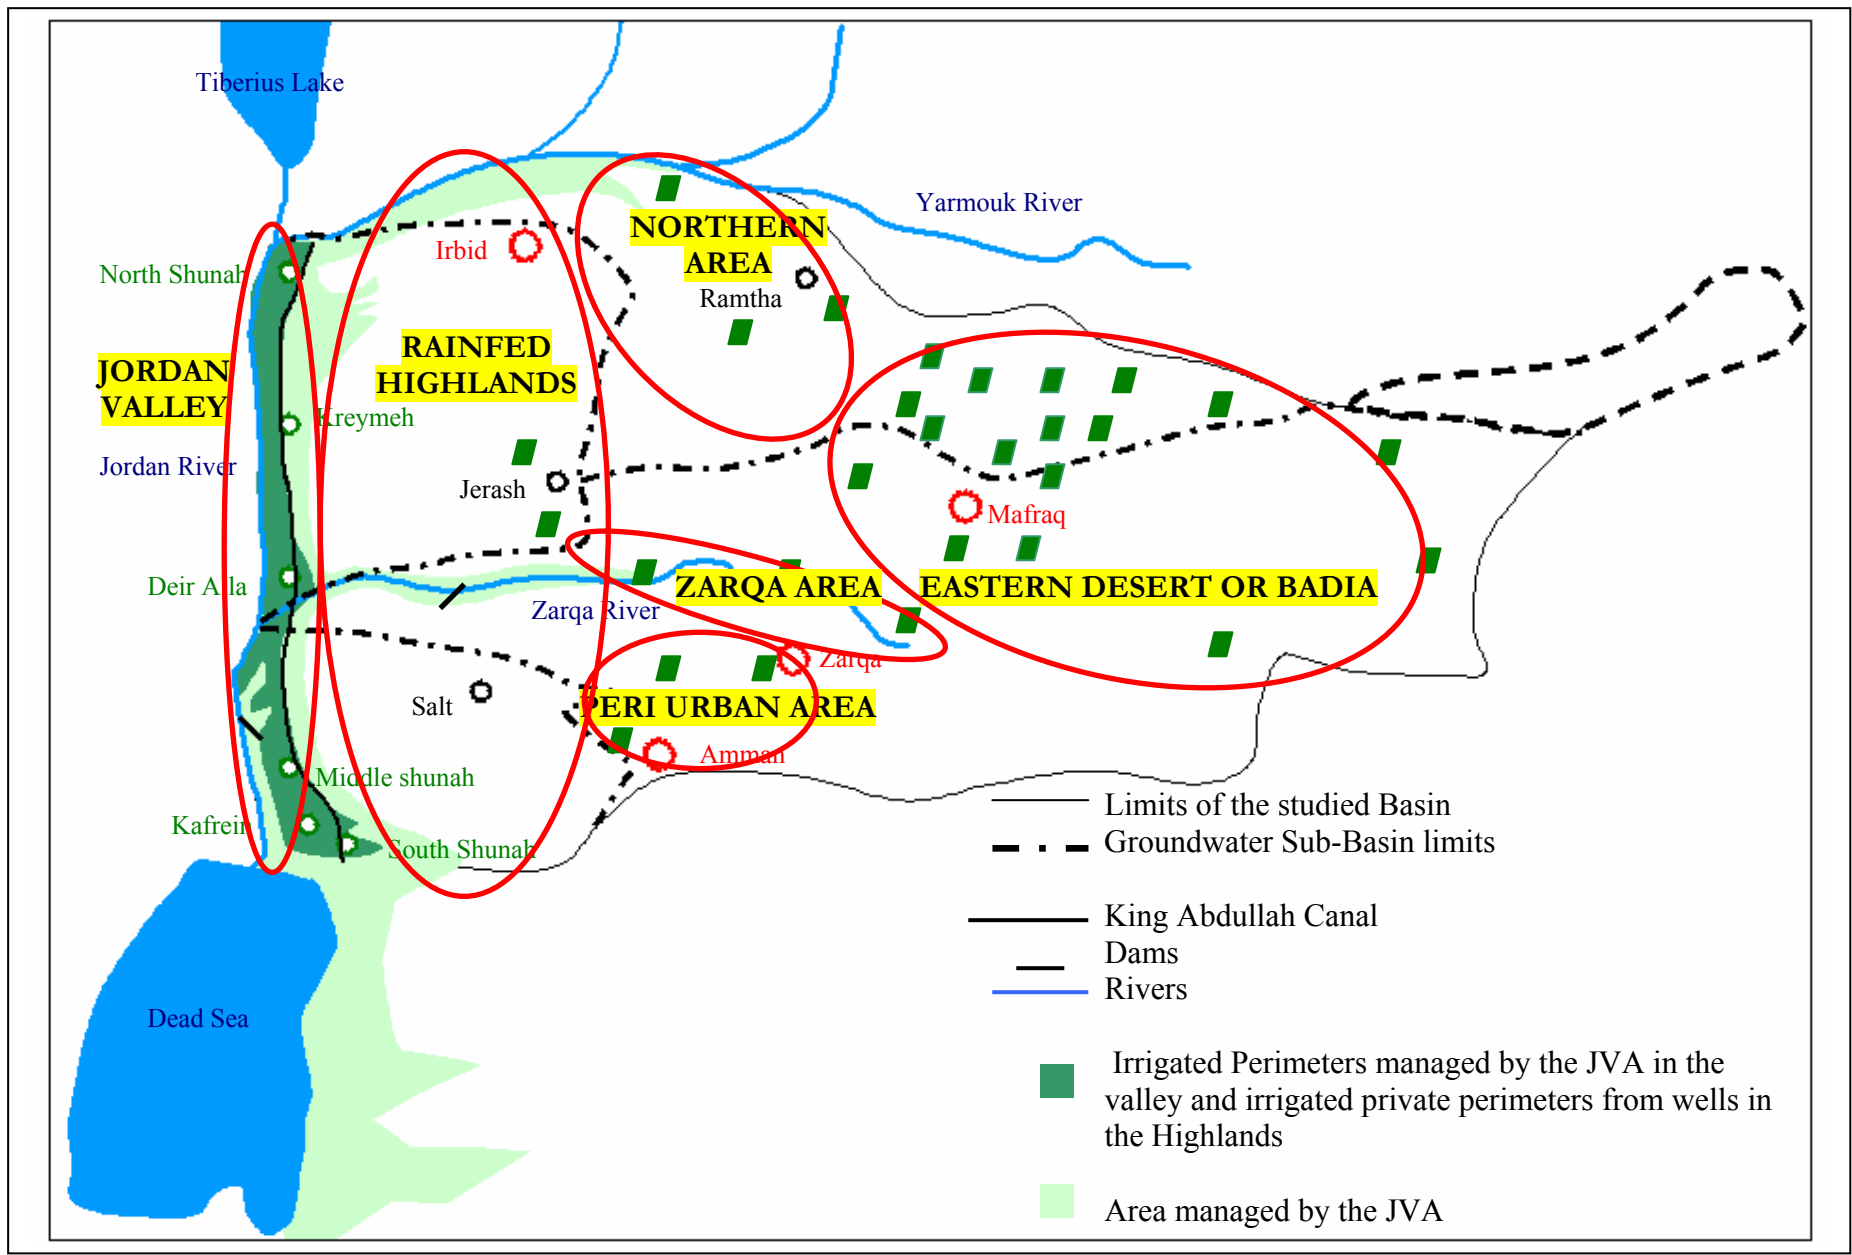 Tiberius Lake
Yarmouk River
NORTHERN
AREA
Irbid
North Shunah
Ramtha
RAINFED
HIGHLANDS
JORDAN
VALLEY
Kreymeh
Jordan River
Jerash
Mafraq
Deir Alla
ZARQA AREA
EASTERN DESERT OR BADIA
Zarqa River
Zarqa
Salt
PERI URBAN AREA
Amman
Middle shunah
Kafrein
South Shunah
Dead Sea
Limits of the studied Basin
Groundwater Sub-Basin limits
King Abdullah Canal
Dams
Rivers
Irrigated Perimeters managed by the JVA in the
valley and irrigated private perimeters from wells in
the Highlands
Area managed by the JVA